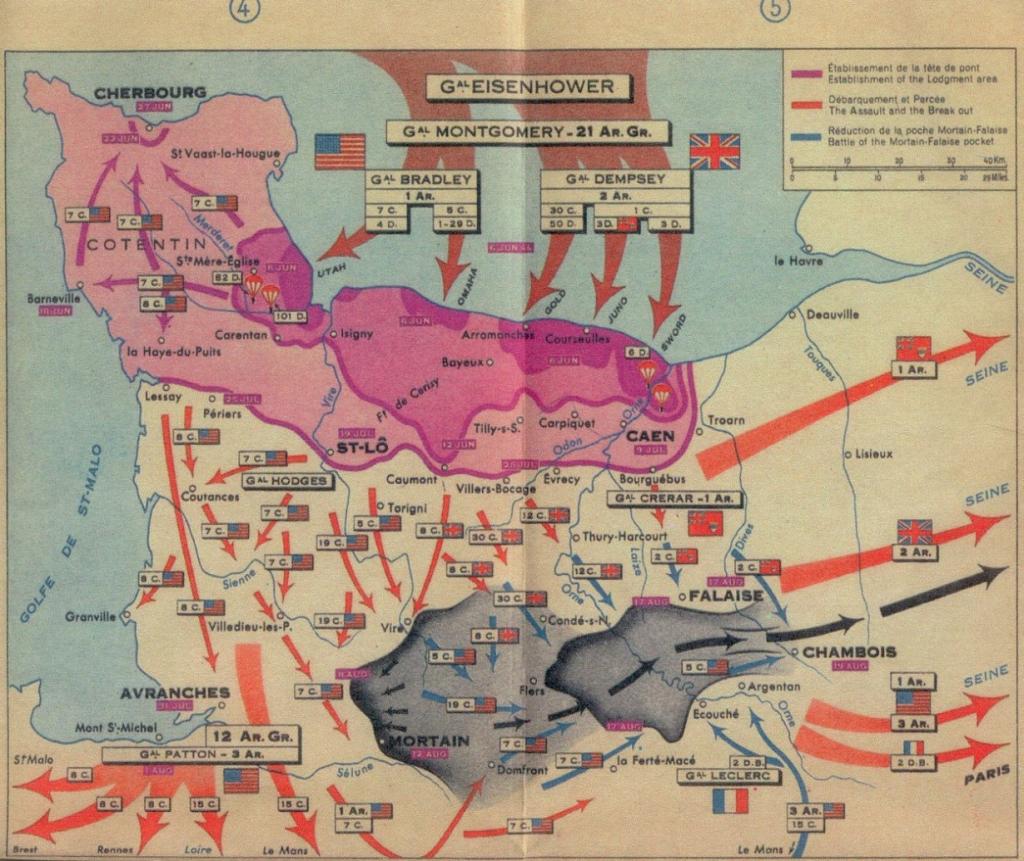 4
5
GAL EISENHOWER
GAL MONTGOMERY - 21 AR. GR.
GAL BRADLEY
1 AR.
7 C.
4 D.
5 C.
1-29 D.
GAL DEMPSEY
2 AR.
30 C.
50 D.
1 C.
3 D.
3 D.
Établissement de la tête de pont
Establishment of the Lodgment area
Débarquement et Percée
The Assault and the Break out
Réduction de la poche Mortain-Falaise
Battle of the Mortain-Falaise pocket
0 10 20 30 40 Km.
0 5 10 20 25 Miles
CHERBOURG
27 JUN
22 JUN
St Vaast-la-Hougue
7 C.
7 C.
7 C.
COTENTIN
Merderet
Ste Mère-Église
6 JUN
82 D.
101 D.
7 C.
8 C.
Barneville
18 JUN
Carentan
la Haye-du-Puits
Isigny
UTAH
OMAHA
6 JUN 44
GOLD
JUNO
SWORD
le Havre
SEINE
Deauville
Touques
6 JUN
Arromanches
Courseulles
6 JUN
Bayeux
6 D.
Ft de Cerisy
Vire
Tilly-s-S.
Carpiquet
Orne
Odon
CAEN
9 JUL
Troarn
Lisieux
1 AR.
SEINE
Lessay
Périers
25 JUL
19 JUL
ST-LÔ
12 JUN
Caumont
Villers-Bocage
25 JUL
Évrecy
Bourguébus
GAL CRERAR - 1 AR.
8 C.
7 C.
GAL HODGES
Coutances
7 C.
7 C.
7 C.
19 C.
5 C.
Torigni
8 C.
30 C.
12 C.
Thury-Harcourt
Laize
2 C.
Dives
2 C.
SEINE
2 AR.
GOLFE DE ST-MALO
8 C.
Sienne
8 C.
12 C.
Orne
17 AUG
17 AUG
FALAISE
Granville
8 C.
Villedieu-les-P.
19 C.
Vire
30 C.
8 C.
Condé-s-N.
5 C.
CHAMBOIS
19 AUG
AVRANCHES
31 JUL
7 C.
19 C.
Flers
5 C.
Argentan
Ecouché
Orne
17 AUG
1 AR.
3 AR.
SEINE
2 D.B.
PARIS
Mont St-Michel
12 AR. GR.
GAL PATTON - 3 AR.
1 AUG
MORTAIN
12 AUG
7 C.
7 C.
Domfront
la Ferté-Macé
2 D.B.
GAL LECLERC
St Malo
8 C.
Sélune
8 C.
8 C.
15 C.
15 C.
1 AR.
7 C.
7 C.
3 AR.
15 C.
Brest
Rennes
Loire
Le Mans
Le Mans